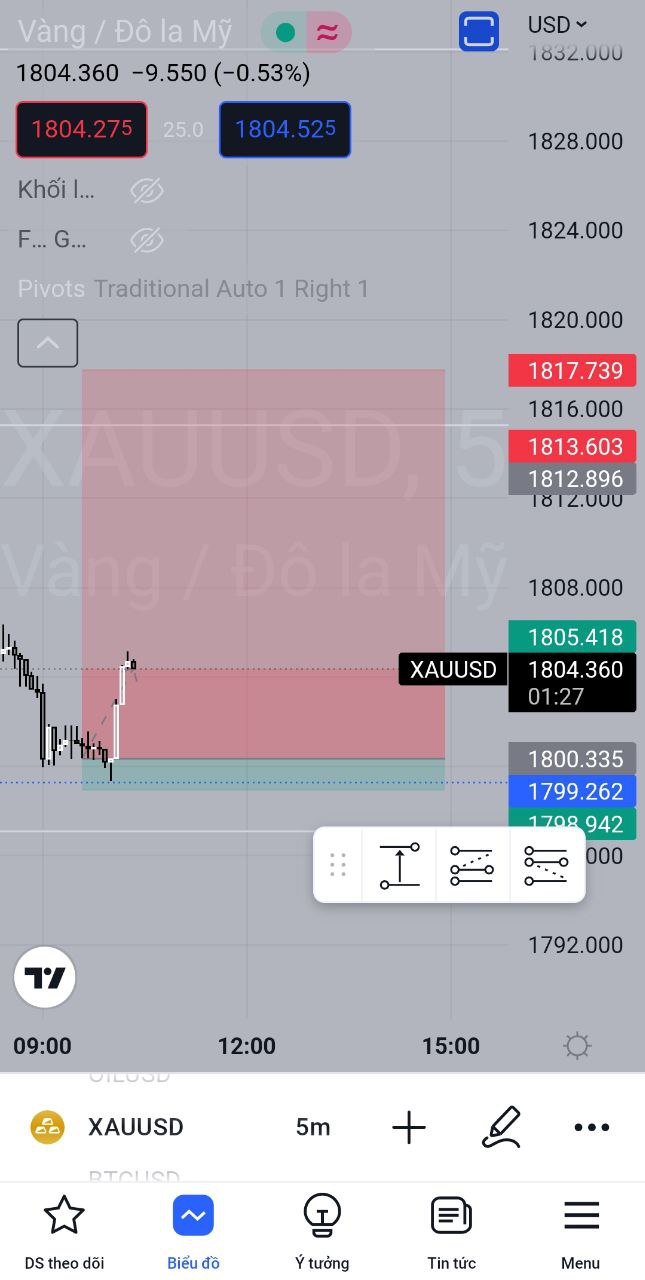 Vàng / Đô la Mỹ
USD
1832.000
1804.360 −9.550 (−0.53%)
1804.275 25.0 1804.525
1828.000
Khối l...
F... G...
1824.000
Pivots Traditional Auto 1 Right 1
1820.000
1817.739
1816.000
XAUUSD, 5
1813.603
1812.896
1812.000
Vàng / Đô la Mỹ
1808.000
1805.418
XAUUSD 1804.360
01:27
1800.335
1799.262
1798.942
000
1792.000
09:00 12:00 15:00
OILUSD
XAUUSD 5m
BTCUSD
DS theo dõi Biểu đồ Ý tưởng Tin tức Menu